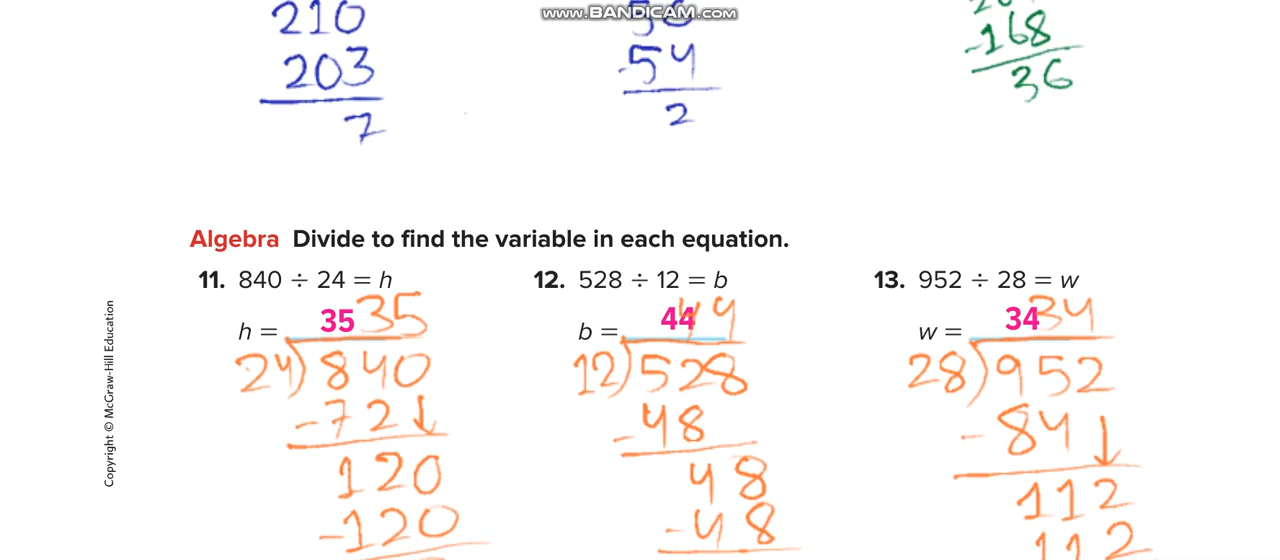 www.BANDICAM.com
210
203
7
-54
2
-168
36
Algebra Divide to find the variable in each equation.
11. 840 ÷ 24 = h
h = 35 35
24)840
-72↓
120
-120
12. 528 ÷ 12 = b
b = 44 44
12)528
-48
48
-48
13. 952 ÷ 28 = w
w = 34 34
28)952
-84↓
112
112
Copyright © McGraw-Hill Education